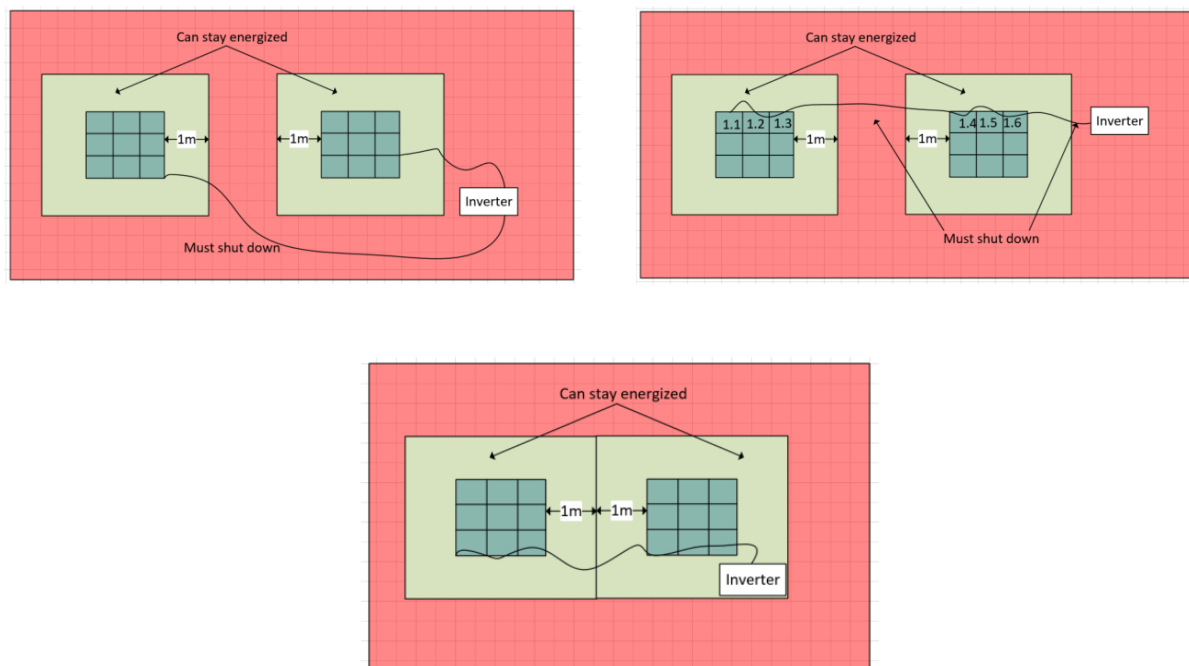 Can stay energized
1m
1m
Inverter
Must shut down
Can stay energized
1.1 1.2 1.3
1.4 1.5 1.6
Inverter
1m
1m
Must shut down
Can stay energized
1m
1m
Inverter